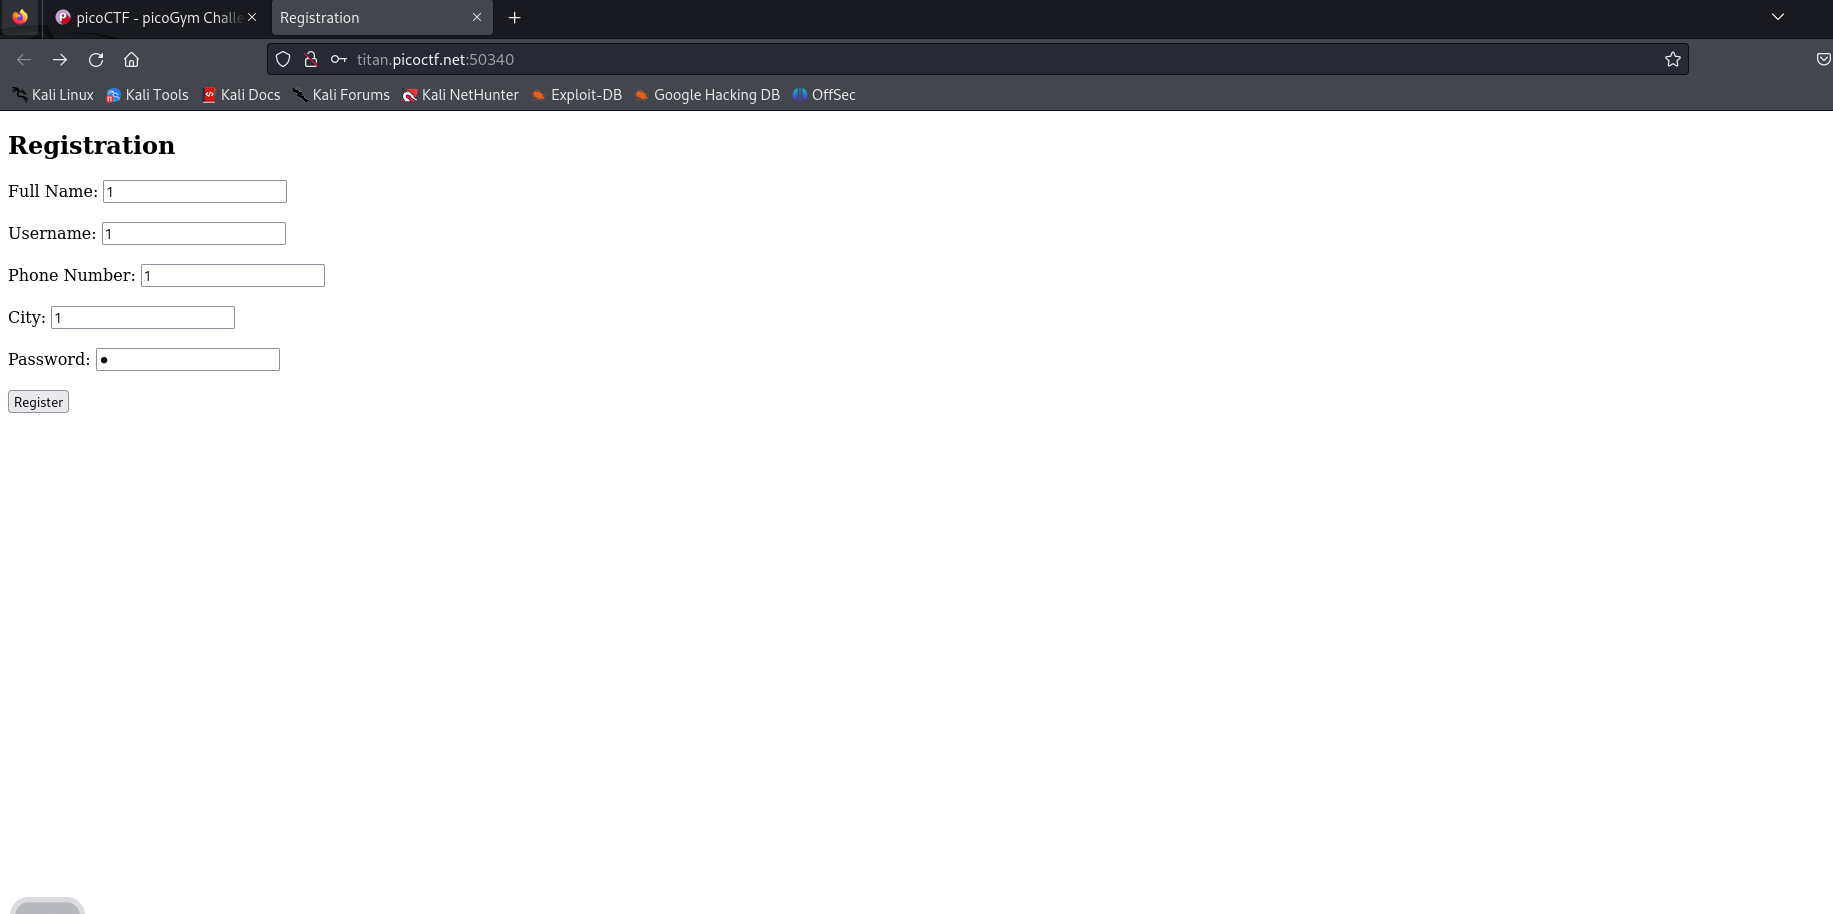 picoCTF - picoGym Challe
Registration
titan.picoctf.net:50340
Kali Linux Kali Tools Kali Docs Kali Forums Kali NetHunter Exploit-DB Google Hacking DB OffSec
Registration
Full Name: 1
Username: 1
Phone Number: 1
City: 1
Password: •
Register